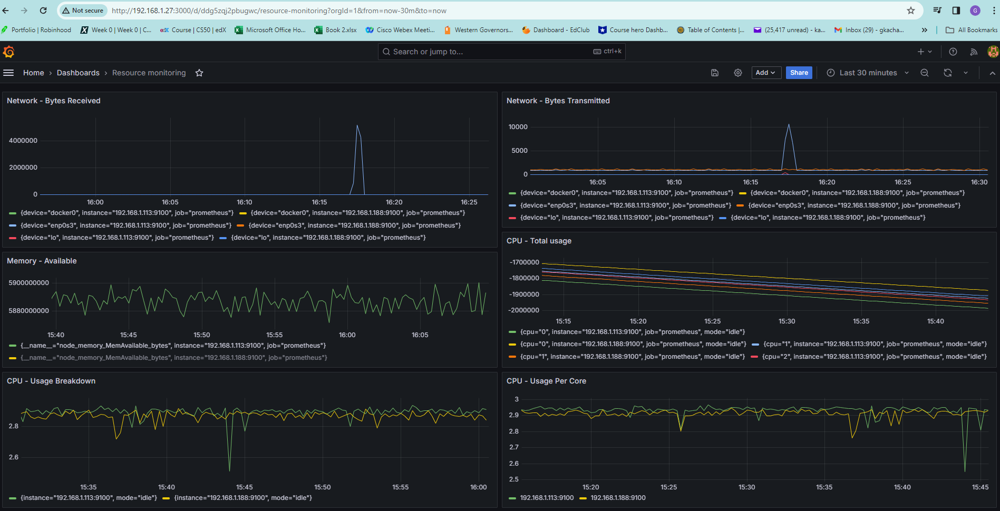 Not secure http://192.168.1.27:3000/d/ddg5zqj2pbugwc/resource-monitoring?orgId=1&from=now-30m&to=now G
Portfolio | Robinhood Week 0 | Week 0 | C... edX Course | CS50 | edX Microsoft Office Ho... Book 2.xlsx Cisco Webex Meeti... Western Governors... Dashboard - EdClub Course hero Dashb... Table of Contents |... (25,417 unread) - ka... Inbox (29) - gkacha... » All Bookmarks
Search or jump to... ctrl+k
Home › Dashboards › Resource monitoring Add Share Last 30 minutes
Network - Bytes Received
4000000
2000000
0
16:00 16:05 16:10 16:15 16:20 16:25
{device="docker0", instance="192.168.1.113:9100", job="prometheus"} {device="docker0", instance="192.168.1.188:9100", job="prometheus"}
{device="enp0s3", instance="192.168.1.113:9100", job="prometheus"} {device="enp0s3", instance="192.168.1.188:9100", job="prometheus"}
{device="lo", instance="192.168.1.113:9100", job="prometheus"} {device="lo", instance="192.168.1.188:9100", job="prometheus"}
Network - Bytes Transmitted
10000
5000
0
16:05 16:10 16:15 16:20 16:25 16:30
{device="docker0", instance="192.168.1.113:9100", job="prometheus"} {device="docker0", instance="192.168.1.188:9100", job="prometheus"}
{device="enp0s3", instance="192.168.1.113:9100", job="prometheus"} {device="enp0s3", instance="192.168.1.188:9100", job="prometheus"}
{device="lo", instance="192.168.1.113:9100", job="prometheus"} {device="lo", instance="192.168.1.188:9100", job="prometheus"}
Memory - Available
5900000000
5880000000
15:40 15:45 15:50 15:55 16:00 16:05
{__name__="node_memory_MemAvailable_bytes", instance="192.168.1.113:9100", job="prometheus"}
{__name__="node_memory_MemAvailable_bytes", instance="192.168.1.188:9100", job="prometheus"}
CPU - Total usage
-1700000
-1800000
-1900000
-2000000
15:15 15:20 15:25 15:30 15:35 15:40
{cpu="0", instance="192.168.1.113:9100", job="prometheus", mode="idle"}
{cpu="0", instance="192.168.1.188:9100", job="prometheus", mode="idle"} {cpu="1", instance="192.168.1.113:9100", job="prometheus", mode="idle"}
{cpu="1", instance="192.168.1.188:9100", job="prometheus", mode="idle"} {cpu="2", instance="192.168.1.113:9100", job="prometheus", mode="idle"}
CPU - Usage Breakdown
2.8
2.6
15:35 15:40 15:45 15:50 15:55 16:00
{instance="192.168.1.113:9100", mode="idle"} {instance="192.168.1.188:9100", mode="idle"}
CPU - Usage Per Core
3
2.9
2.8
2.7
2.6
2.5
15:20 15:25 15:30 15:35 15:40 15:45
192.168.1.113:9100 192.168.1.188:9100